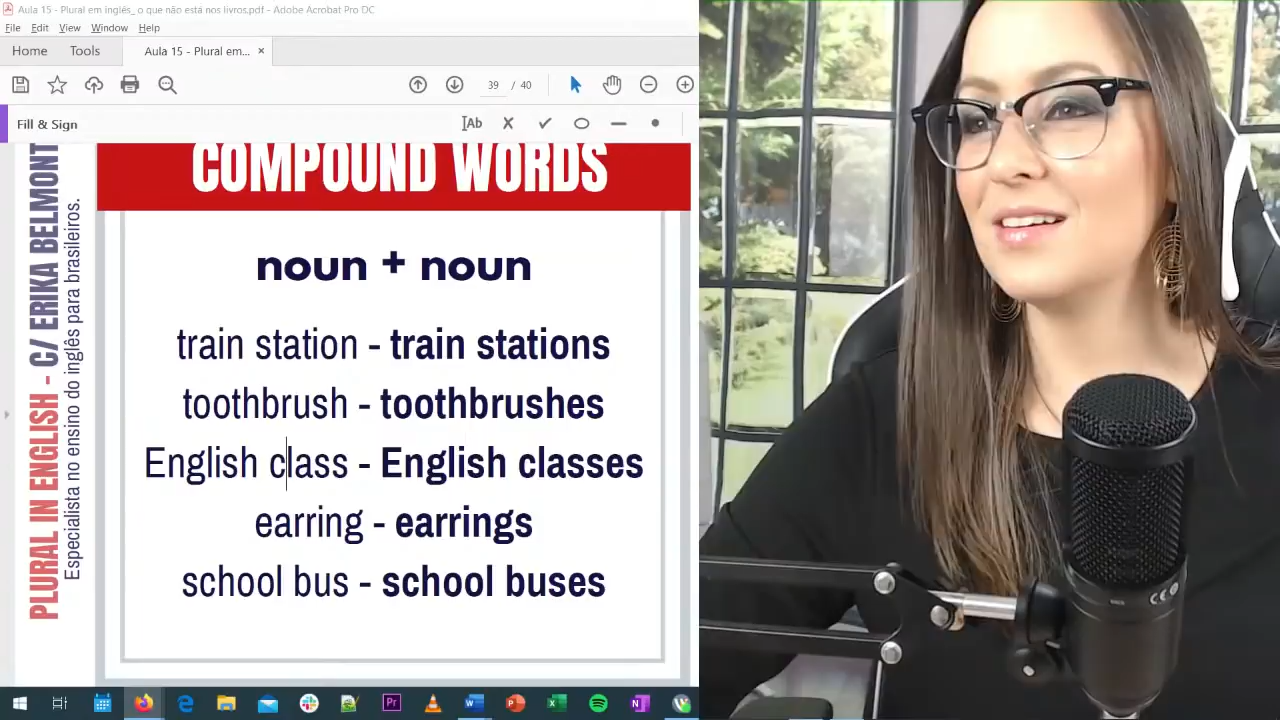 Aula 15 - Plural em inglês_ o que não está nos livros.pdf - Adobe Acrobat Pro DC
File Edit View Window Help
Home Tools Aula 15 - Plural em... ×
39 / 40
Fill & Sign
IAb
PLURAL IN ENGLISH - C/ ERIKA BELMONT
Especialista no ensino do inglês para brasileiros.
COMPOUND WORDS
noun + noun
train station - train stations
toothbrush - toothbrushes
English class - English classes
earring - earrings
school bus - school buses